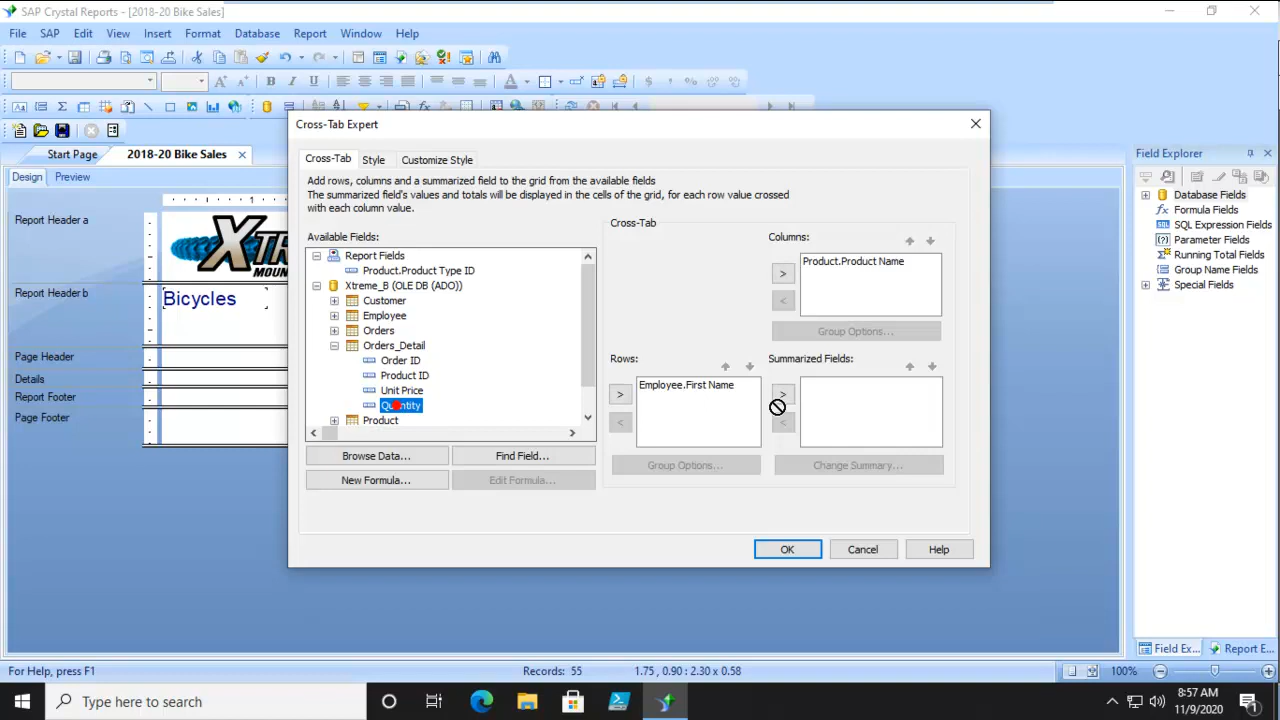 SAP Crystal Reports - [2018-20 Bike Sales]
File SAP Edit View Insert Format Database Report Window Help
Start Page 2018-20 Bike Sales
Design Preview
Field Explorer
Report Header a
Report Header b
Bicycles
Page Header
Details
Report Footer
Page Footer
Cross-Tab Expert
Cross-Tab Style Customize Style
Add rows, columns and a summarized field to the grid from the available fields
The summarized field's values and totals will be displayed in the cells of the grid, for each row value crossed
with each column value.
Available Fields:
Report Fields
Product.Product Type ID
Xtreme_B (OLE DB (ADO))
Customer
Employee
Orders
Orders_Detail
Order ID
Product ID
Unit Price
Quantity
Product
Browse Data... Find Field...
New Formula... Edit Formula...
Cross-Tab
Columns:
>
Product.Product Name
<
Group Options...
Rows:
Employee.First Name
>
<
Group Options...
Summarized Fields:
>
<
Change Summary...
OK Cancel Help
Database Fields
Formula Fields
SQL Expression Fields
Parameter Fields
Running Total Fields
Group Name Fields
Special Fields
Field Ex... Report E...
For Help, press F1 Records: 55 1.75 , 0.90 : 2.30 x 0.58 100%
Type here to search
8:57 AM
11/9/2020